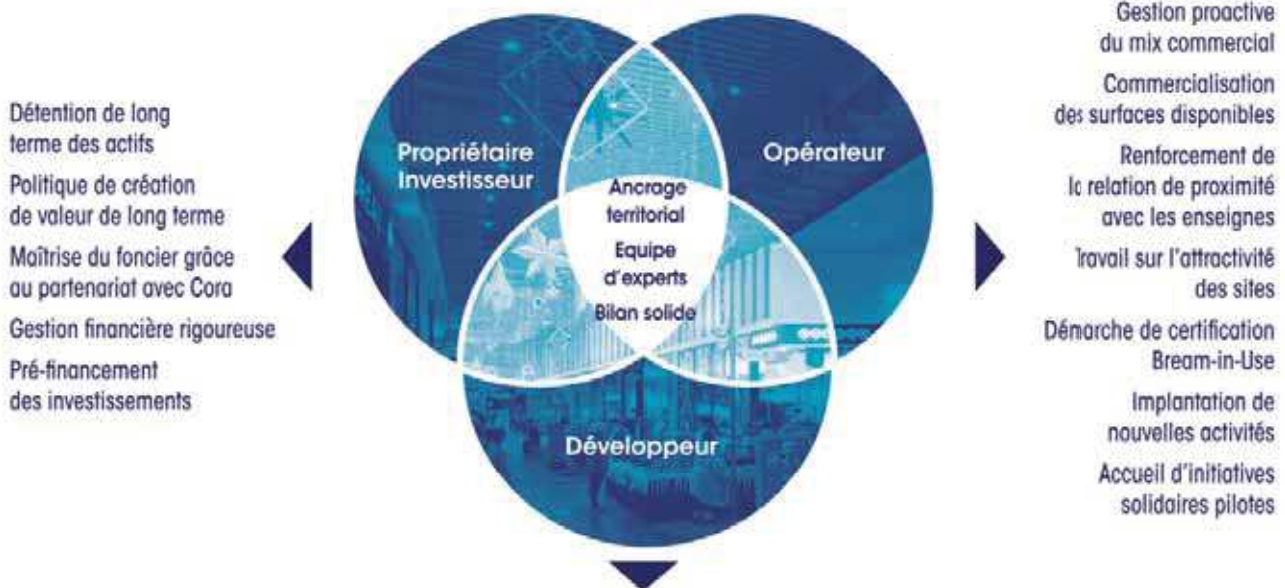 Détention de long
terme des actifs
Politique de création
de valeur de long terme
Maîtrise du foncier grâce
au partenariat avec Cora
Gestion financière rigoureuse
Pré-financement
des investissements
Propriétaire
Investisseur
Opérateur
Ancrage
territorial
Equipe
d'experts
Bilan solide
Développeur
Gestion proactive
du mix commercial
Commercialisation
des surfaces disponibles
Renforcement de
la relation de proximité
avec les enseignes
Travail sur l'attractivité
des sites
Démarche de certification
Bream-in-Use
Implantation de
nouvelles activités
Accueil d'initiatives
solidaires pilotes